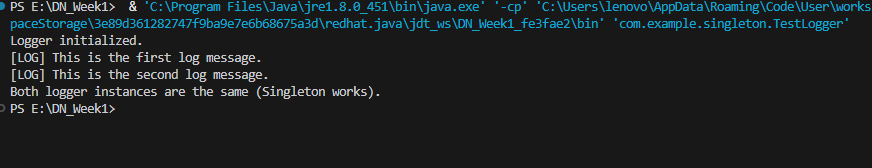 PS E:\DN_Week1>  & 'C:\Program Files\Java\jre1.8.0_451\bin\java.exe' '-cp' 'C:\Users\lenovo\AppData\Roaming\Code\User\works
paceStorage\3e89d361282747f9ba9e7e6b68675a3d\redhat.java\jdt_ws\DN_Week1_fe3fae2\bin' 'com.example.singleton.TestLogger'
Logger initialized.
[LOG] This is the first log message.
[LOG] This is the second log message.
Both logger instances are the same (Singleton works).
PS E:\DN_Week1>